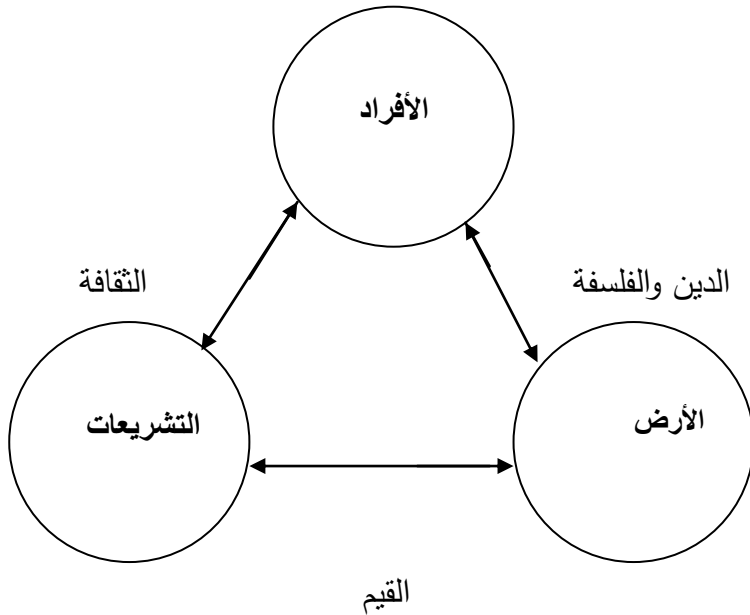 الأفراد
الدين والفلسفة
الثقافة
الأرض
التشريعات
القيم